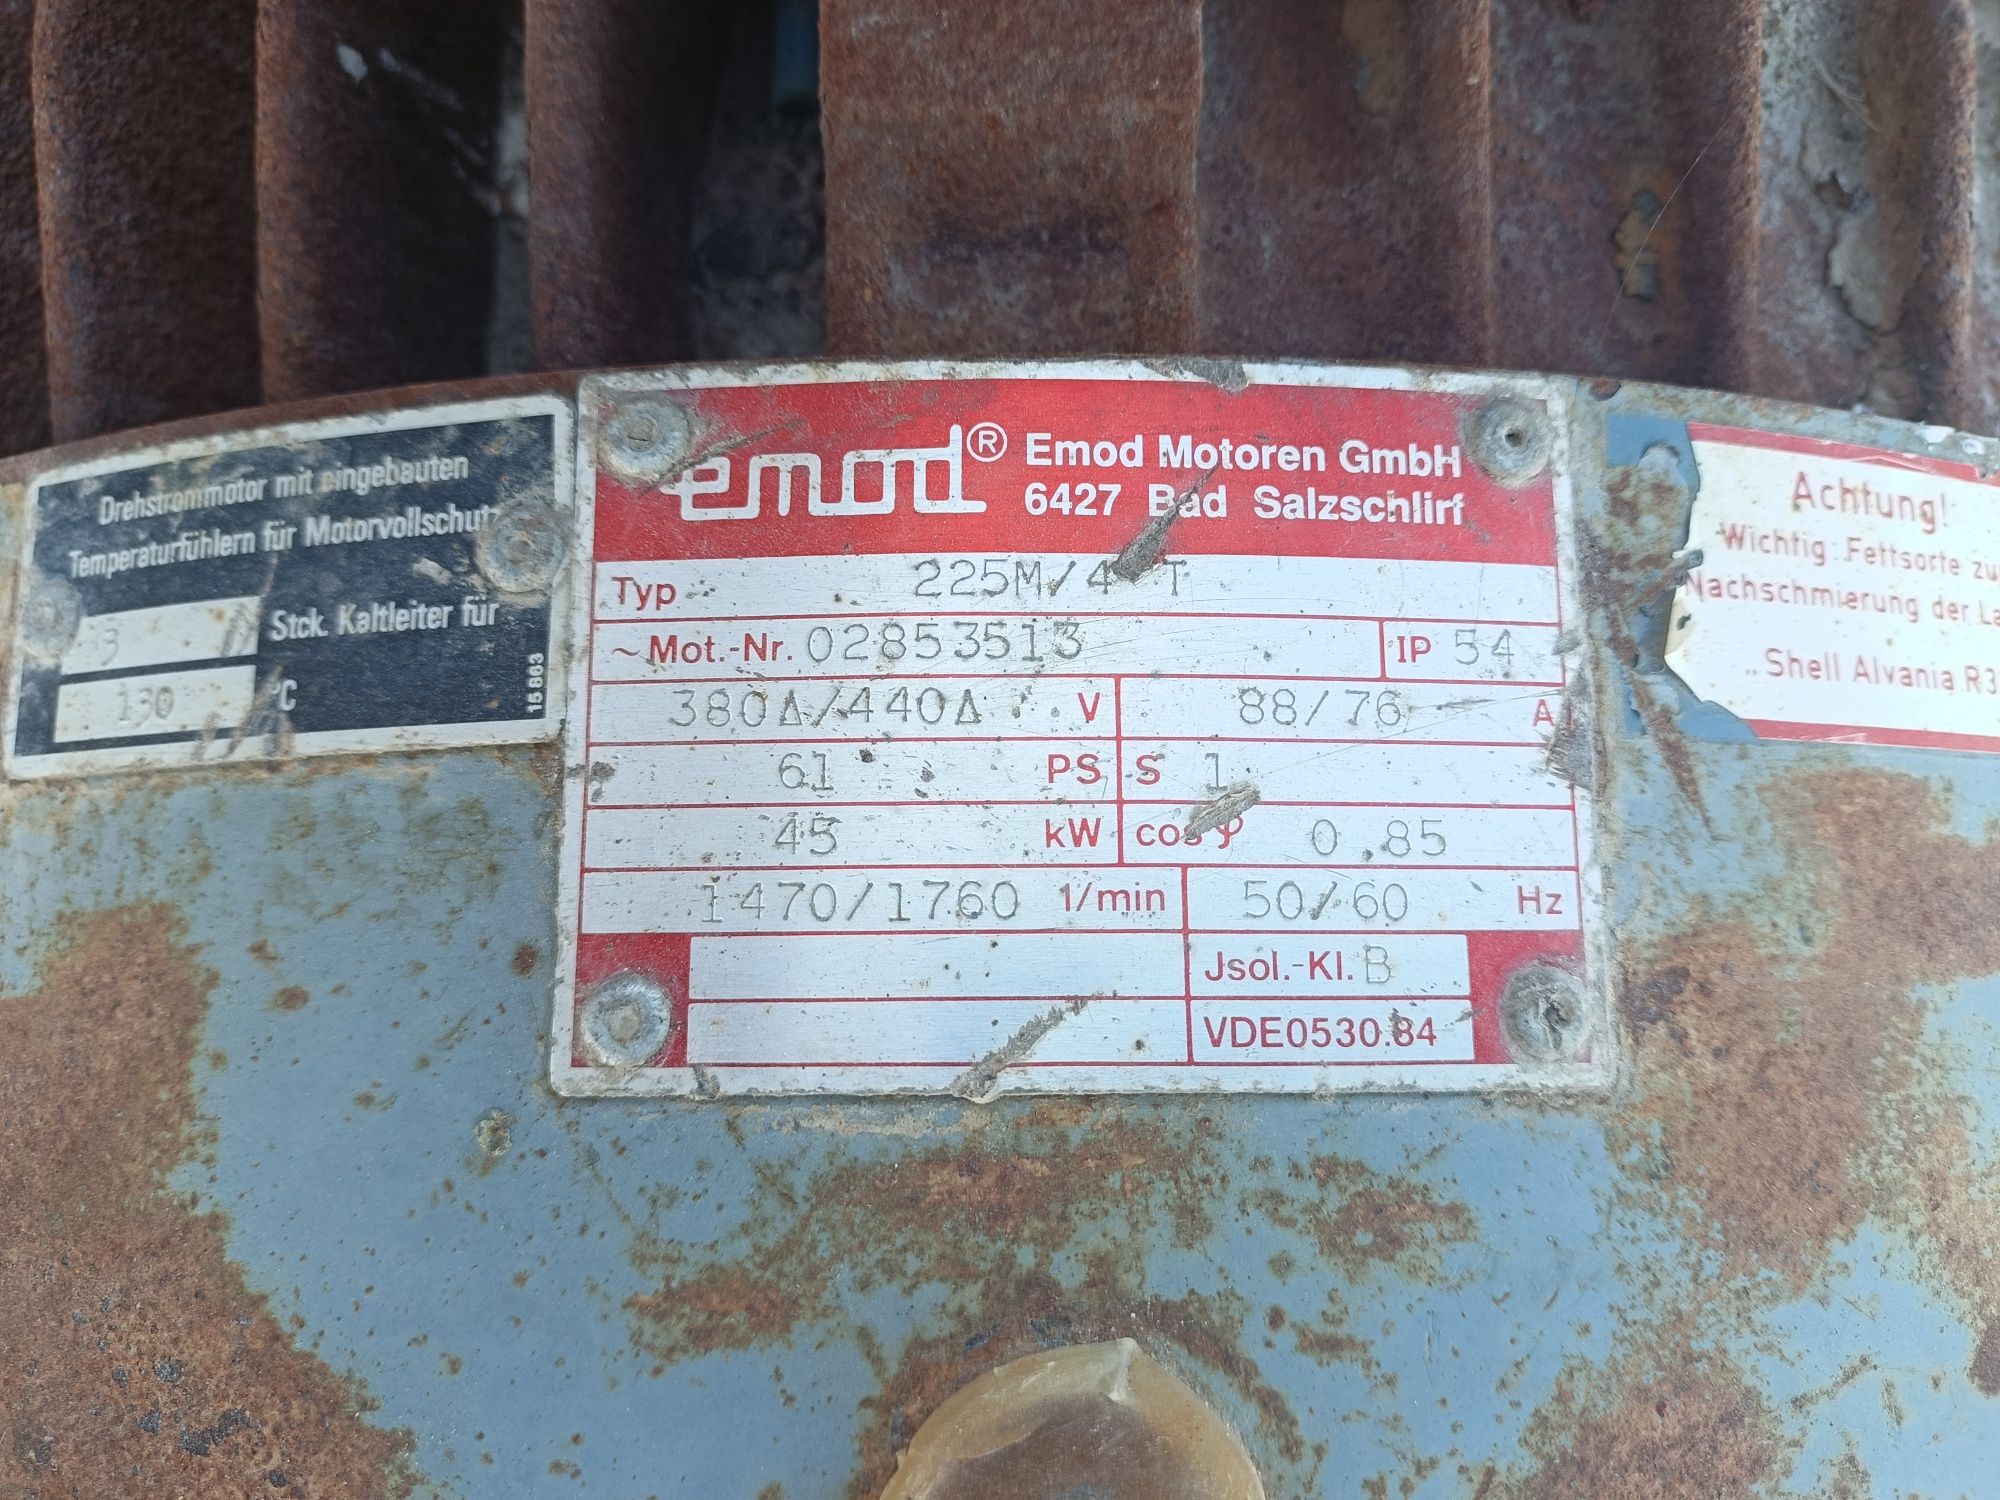 Drehstrommotor mit eingebauten
Temperaturfühlern für Motorvollschutz
3 Stck. Kaltleiter für
130 °C
15863
emod® Emod Motoren GmbH
6427 Bad Salzschlirf
Typ 225M/4 T
~Mot.-Nr. 02853513 IP 54
380Δ/440Δ V 88/76 A
61 PS S 1
45 kW cos φ 0,85
1470/1760 1/min 50/60 Hz
Jsol.-Kl. B
VDE0530.84
Achtung!
Wichtig: Fettsorte zu
Nachschmierung der La
„Shell Alvania R3